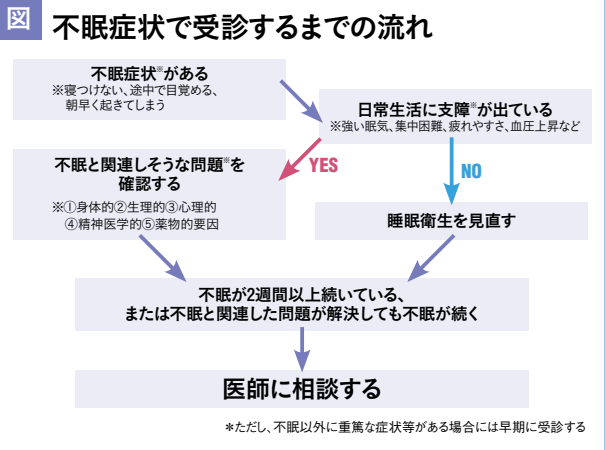 図
不眠症状で受診するまでの流れ
不眠症状※がある
※寝つけない、途中で目覚める、
朝早く起きてしまう
日常生活に支障※が出ている
※強い眠気、集中困難、疲れやすさ、血圧上昇など
YES
NO
不眠と関連しそうな問題※を
確認する
※①身体的②生理的③心理的
④精神医学的⑤薬物的要因
睡眠衛生を見直す
不眠が2週間以上続いている、
または不眠と関連した問題が解決しても不眠が続く
医師に相談する
＊ただし、不眠以外に重篤な症状等がある場合には早期に受診する